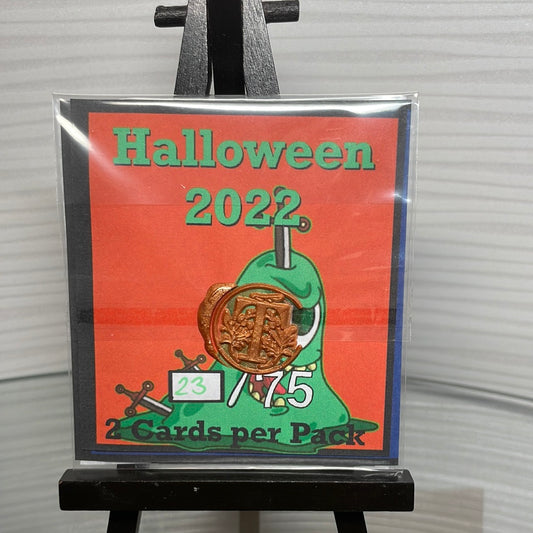 Halloween
2022
T
23 / 75
2 Cards per Pack